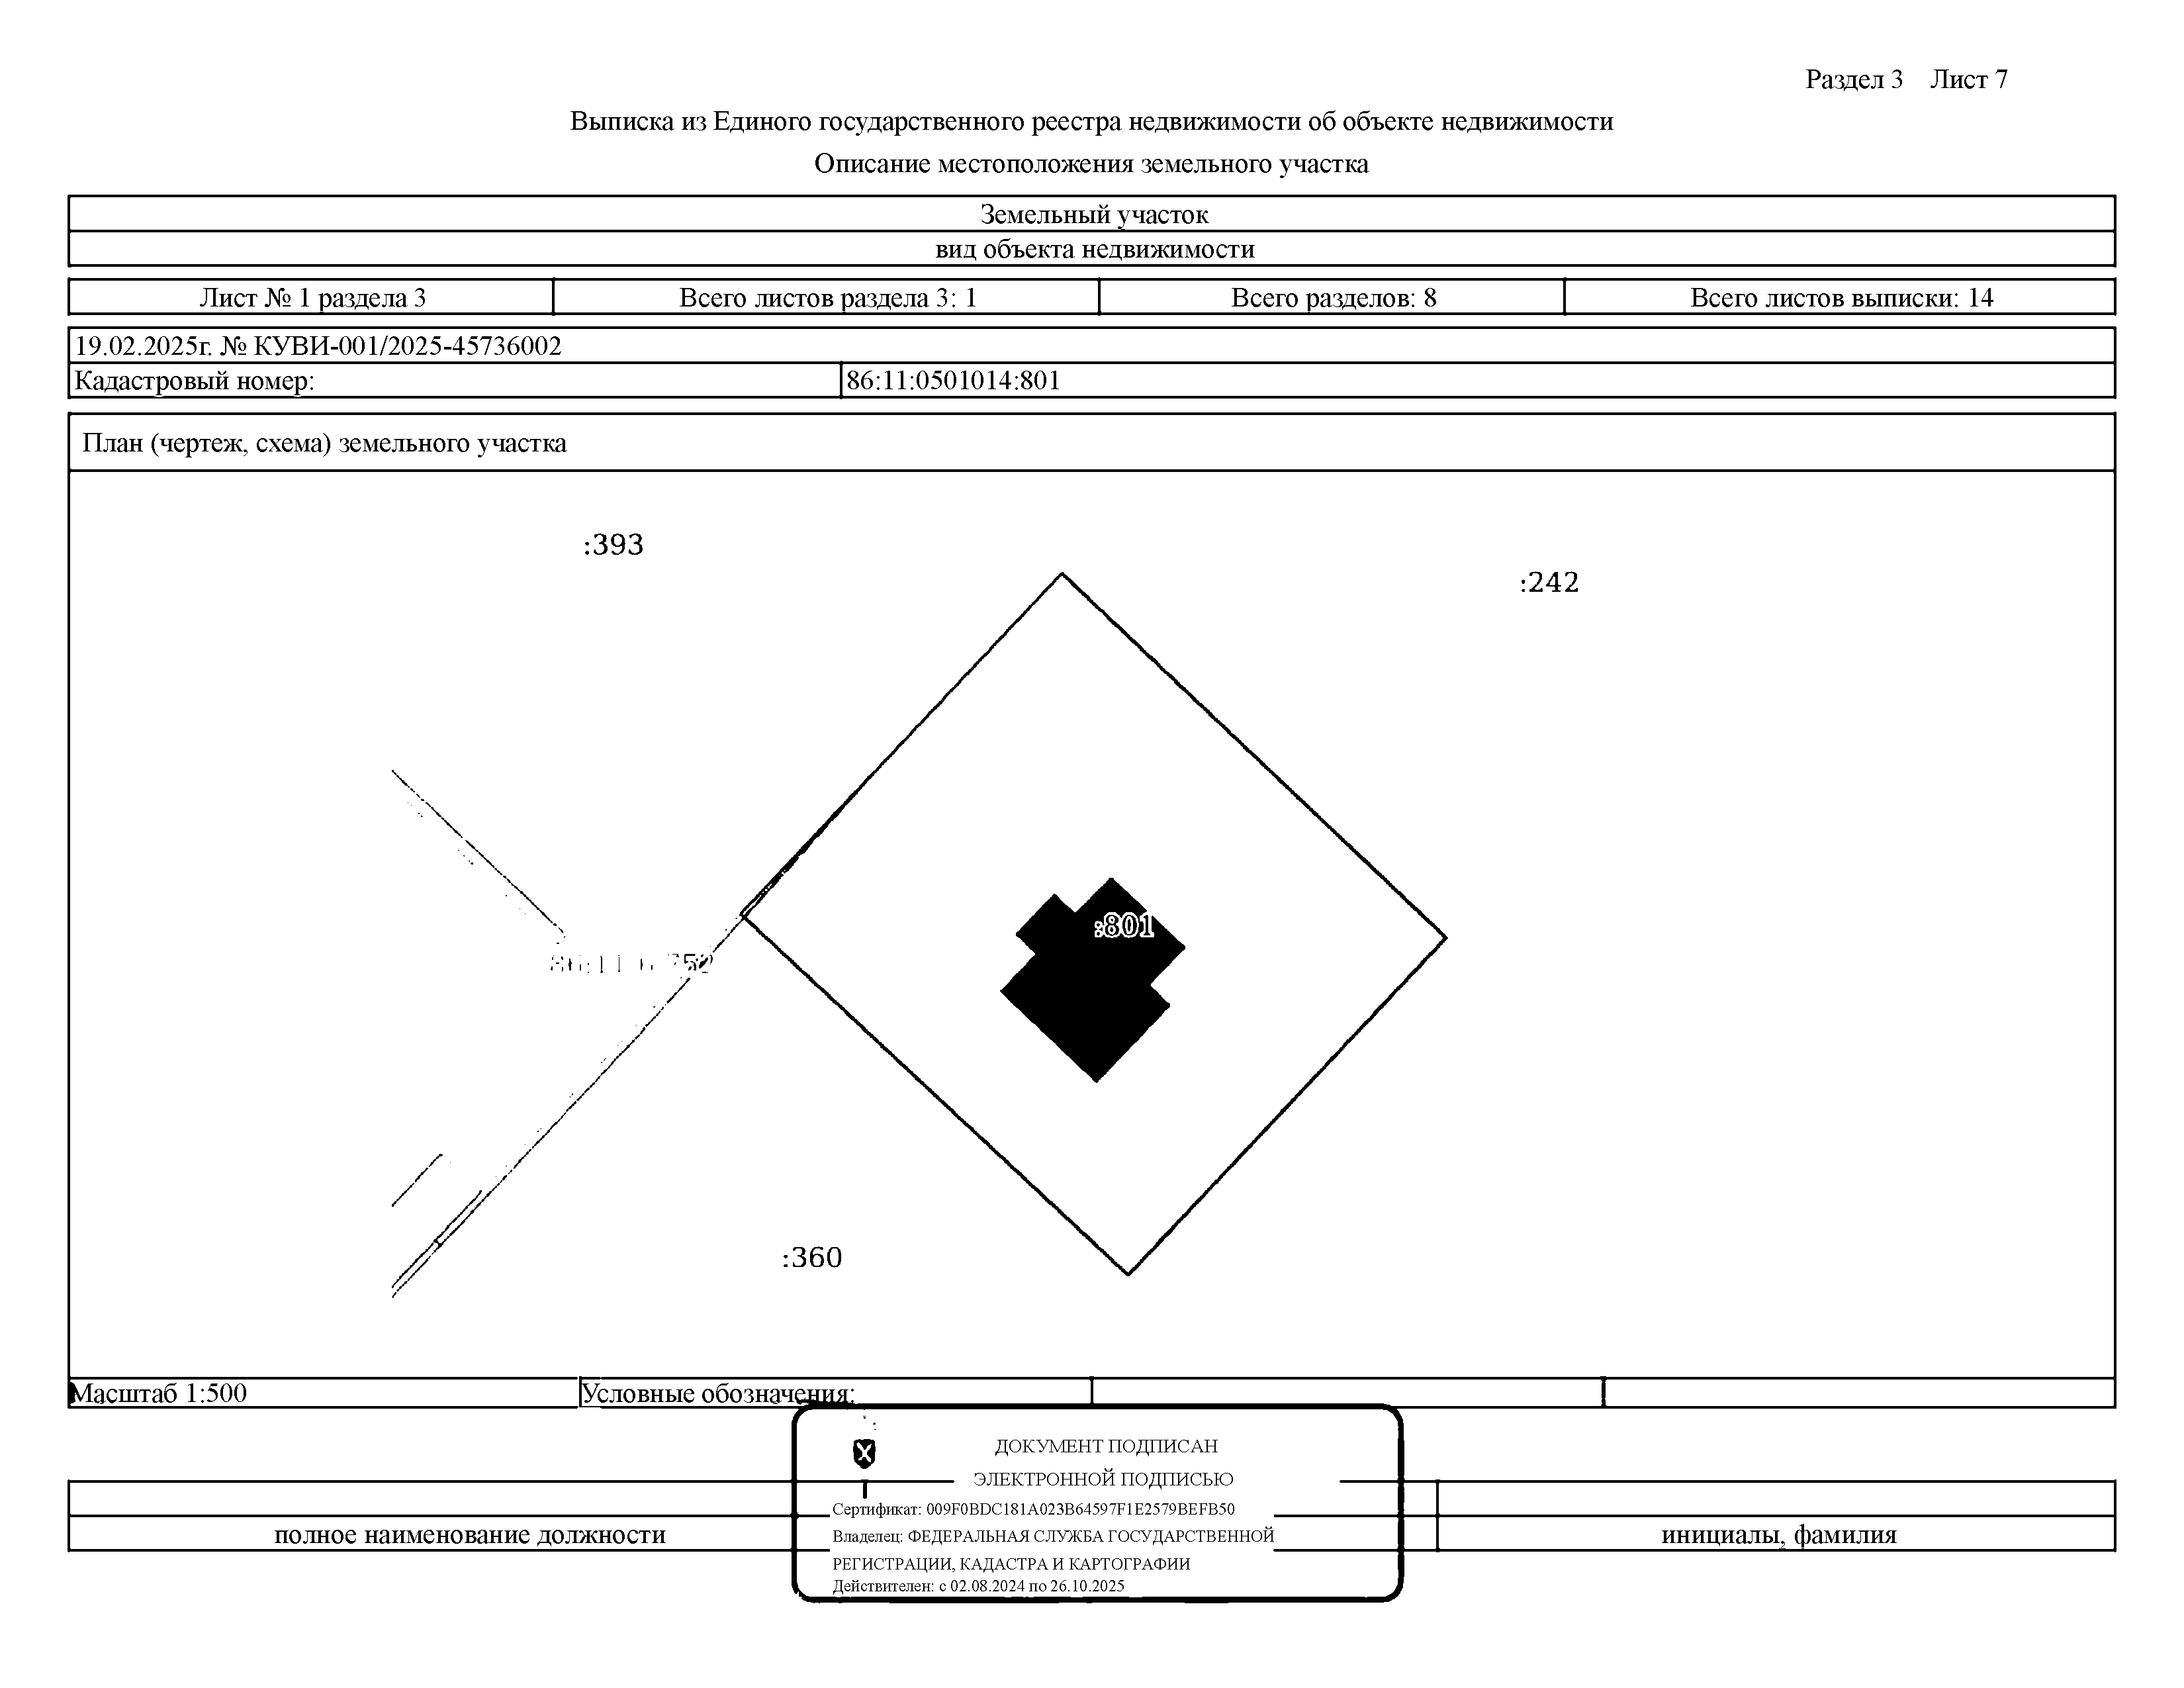 Раздел 3 Лист 7
Выписка из Единого государственного реестра недвижимости об объекте недвижимости
Описание местоположения земельного участка
Земельный участок
вид объекта недвижимости
Лист № 1 раздела 3 Всего листов раздела 3: 1 Всего разделов: 8 Всего листов выписки: 14
19.02.2025г. № КУВИ-001/2025-45736002
Кадастровый номер: 86:11:0501014:801
План (чертеж, схема) земельного участка
:393
:242
:801
:360
Масштаб 1:500 Условные обозначения:
ДОКУМЕНТ ПОДПИСАН
ЭЛЕКТРОННОЙ ПОДПИСЬЮ
Сертификат: 009F0BDC181A023B64597F1E2579BEFB50
Владелец: ФЕДЕРАЛЬНАЯ СЛУЖБА ГОСУДАРСТВЕННОЙ
РЕГИСТРАЦИИ, КАДАСТРА И КАРТОГРАФИИ
Действителен: с 02.08.2024 по 26.10.2025
полное наименование должности инициалы, фамилия